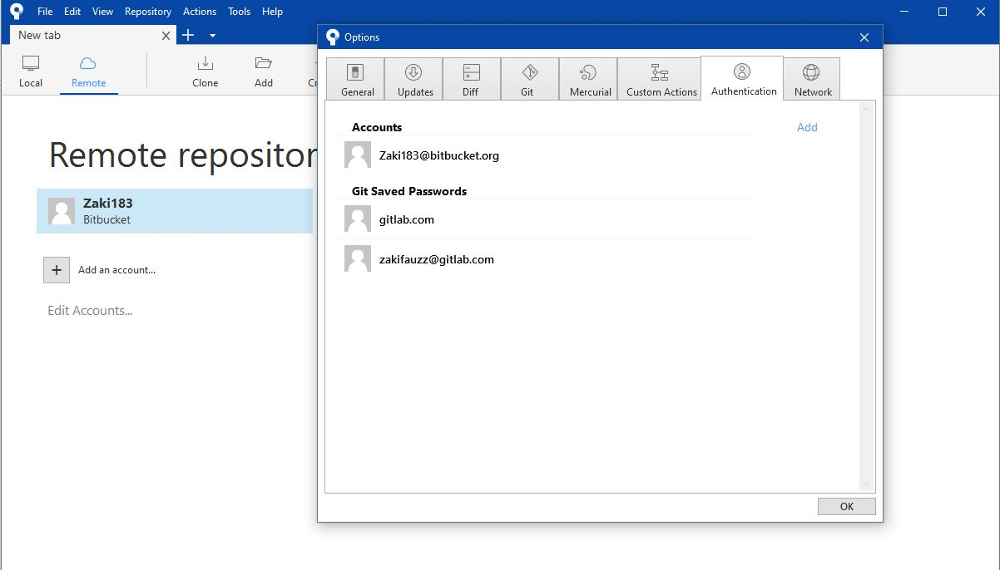 File Edit View Repository Actions Tools Help
New tab
Options
Local Remote Clone Add
General Updates Diff Git Mercurial Custom Actions Authentication Network
Remote repositor
Zaki183
Bitbucket
Add an account...
Edit Accounts...
Accounts Add
Zaki183@bitbucket.org
Git Saved Passwords
gitlab.com
zakifauzz@gitlab.com
OK